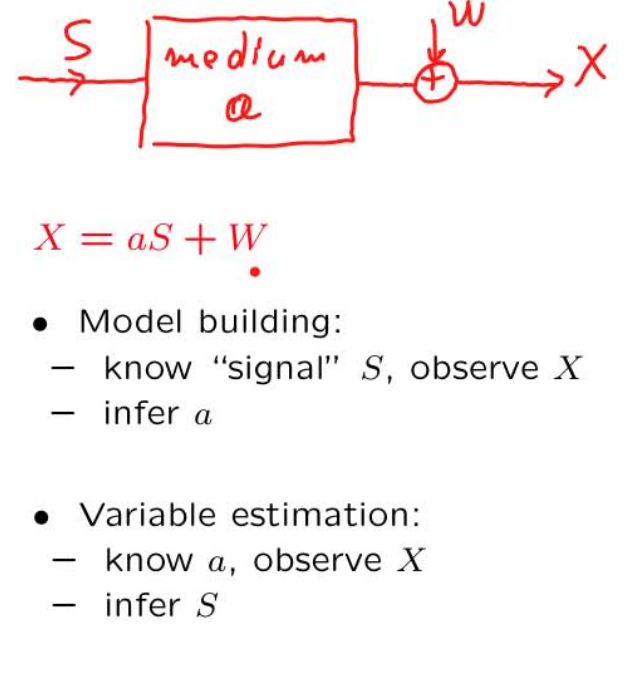 S
W
medium
a
X
X = aS + W
• Model building:
– know “signal” S, observe X
– infer a
• Variable estimation:
– know a, observe X
– infer S